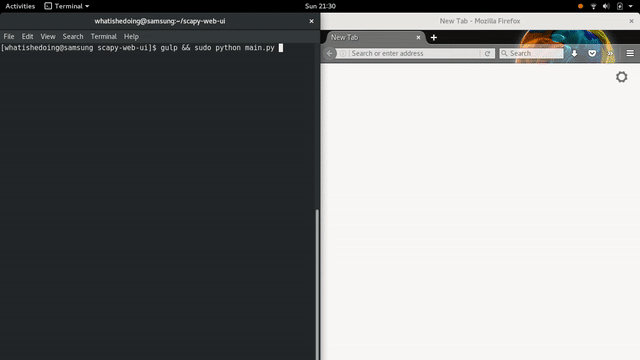 Activities Terminal Sun 21:30
whatishedoing@samsung:~/scapy-web-ui ×
File Edit View Search Terminal Help
[whatishedoing@samsung scapy-web-ui]$ gulp && sudo python main.py
New Tab - Mozilla Firefox ×
New Tab × +
Search or enter address Search »